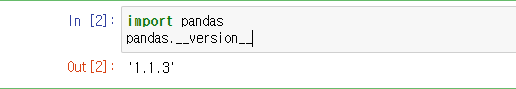 In [2]: import pandas
pandas.__version__
Out[2]: '1.1.3'